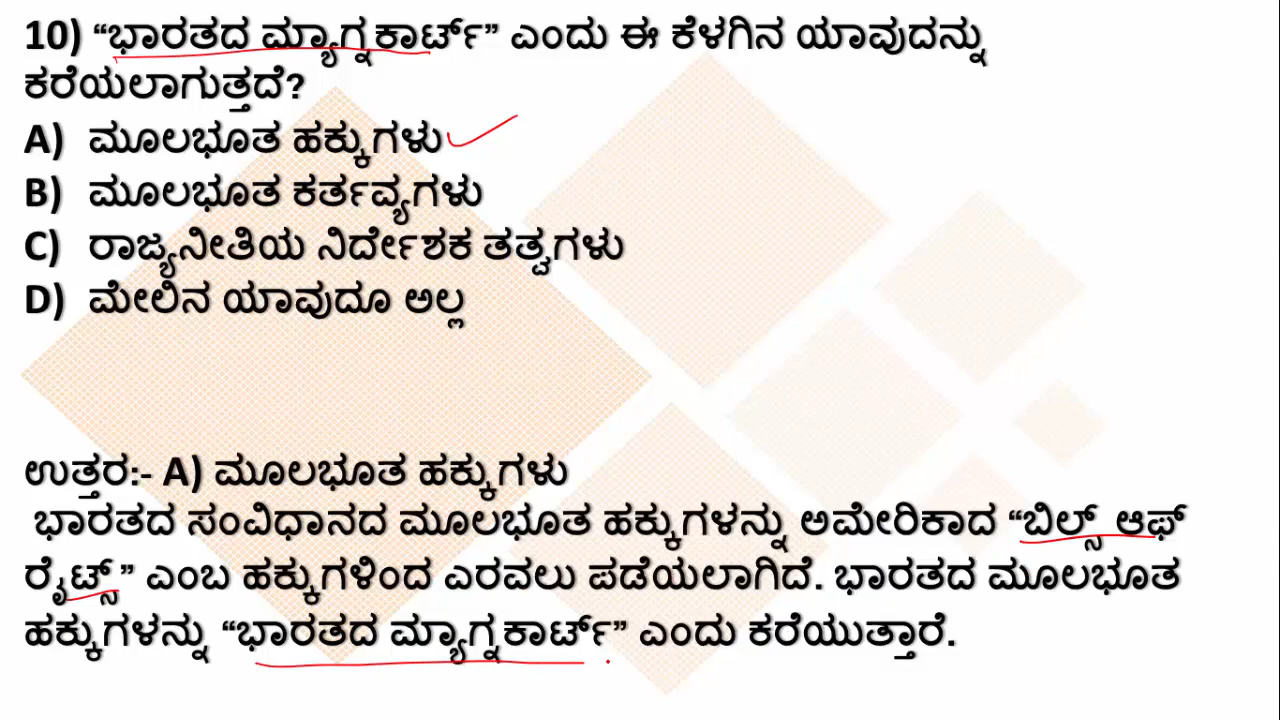 10) “ಭಾರತದ ಮ್ಯಾಗ್ನಕಾರ್ಟ್” ಎಂದು ಈ ಕೆಳಗಿನ ಯಾವುದನ್ನು
ಕರೆಯಲಾಗುತ್ತದೆ?
A) ಮೂಲಭೂತ ಹಕ್ಕುಗಳು
B) ಮೂಲಭೂತ ಕರ್ತವ್ಯಗಳು
C) ರಾಜ್ಯನೀತಿಯ ನಿರ್ದೇಶಕ ತತ್ವಗಳು
D) ಮೇಲಿನ ಯಾವುದೂ ಅಲ್ಲ
ಉತ್ತರ:- A) ಮೂಲಭೂತ ಹಕ್ಕುಗಳು
ಭಾರತದ ಸಂವಿಧಾನದ ಮೂಲಭೂತ ಹಕ್ಕುಗಳನ್ನು ಅಮೇರಿಕಾದ “ಬಿಲ್ಸ್ ಆಫ್
ರೈಟ್ಸ್” ಎಂಬ ಹಕ್ಕುಗಳಿಂದ ಎರವಲು ಪಡೆಯಲಾಗಿದೆ. ಭಾರತದ ಮೂಲಭೂತ
ಹಕ್ಕುಗಳನ್ನು “ಭಾರತದ ಮ್ಯಾಗ್ನಕಾರ್ಟ್” ಎಂದು ಕರೆಯುತ್ತಾರೆ.